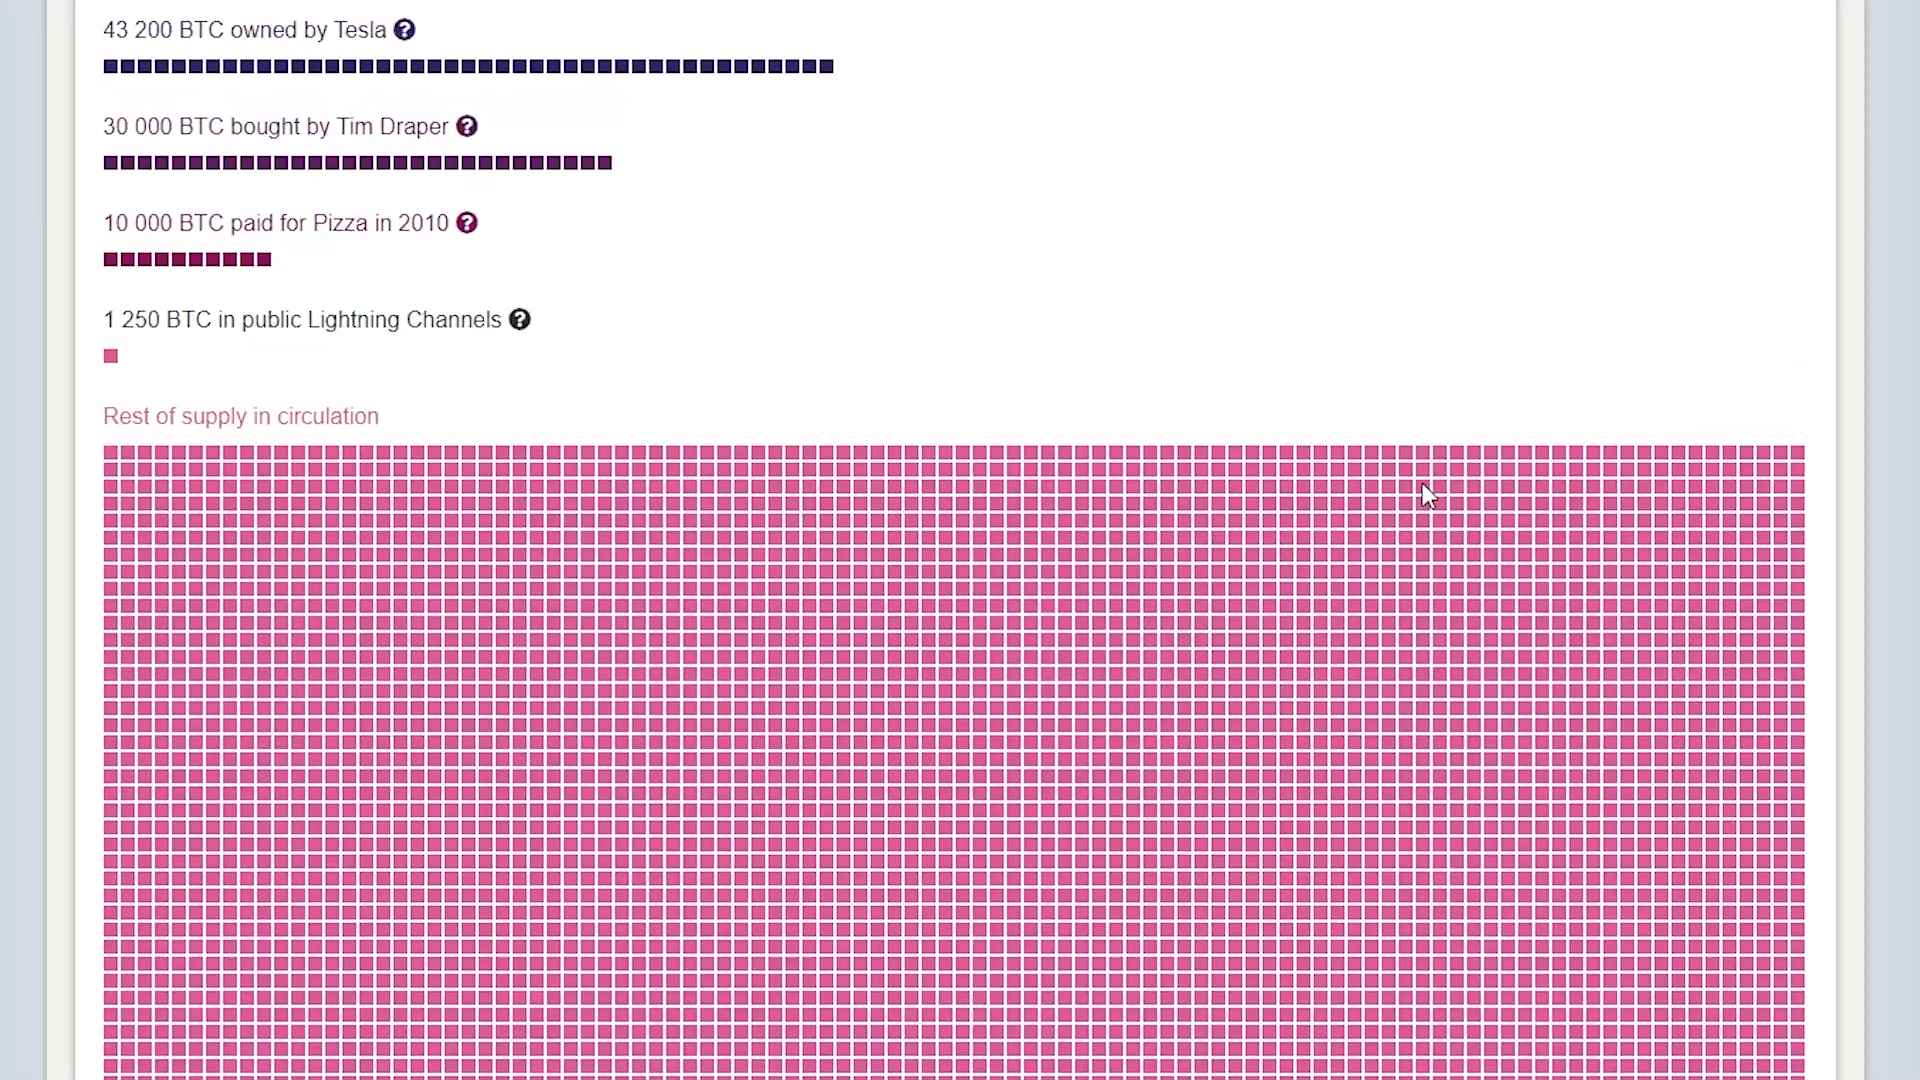 43 200 BTC owned by Tesla ?
30 000 BTC bought by Tim Draper ?
10 000 BTC paid for Pizza in 2010 ?
1 250 BTC in public Lightning Channels ?
Rest of supply in circulation